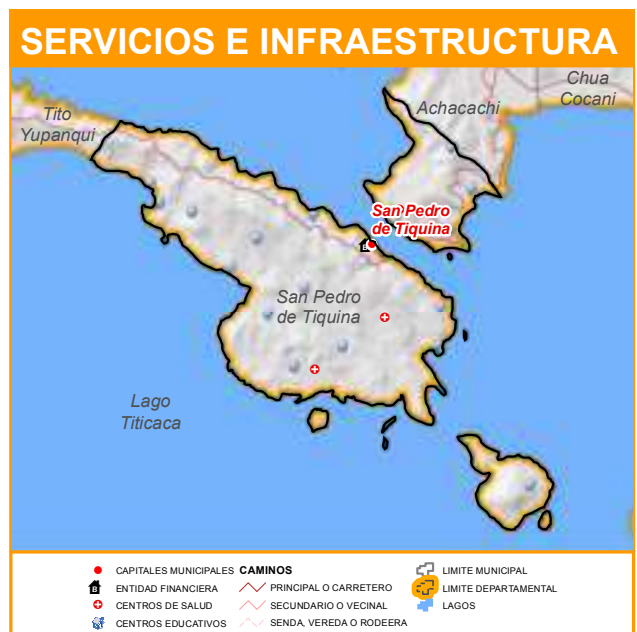 SERVICIOS E INFRAESTRUCTURA
Chua
Cocani
Achacachi
Tito
Yupanqui
San Pedro
de Tiquina
San Pedro
de Tiquina
Lago
Titicaca
CAPITALES MUNICIPALES
ENTIDAD FINANCIERA
CENTROS DE SALUD
CENTROS EDUCATIVOS
CAMINOS
PRINCIPAL O CARRETERO
SECUNDARIO O VECINAL
SENDA, VEREDA O RODEERA
LIMITE MUNICIPAL
LIMITE DEPARTAMENTAL
LAGOS